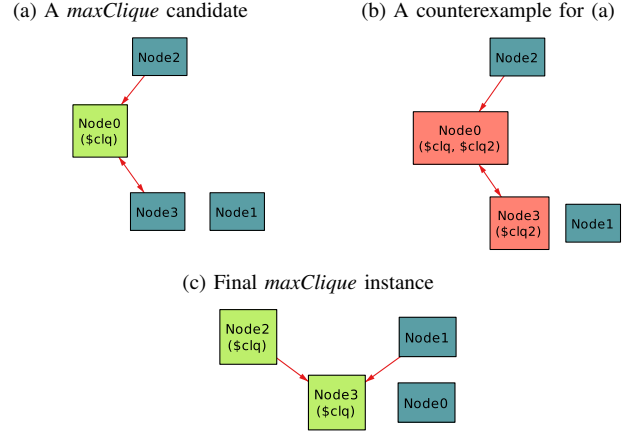 (a) A maxClique candidate
(b) A counterexample for (a)
Node2
Node0
($clq)
Node3
Node1
Node2
Node0
($clq, $clq2)
Node3
($clq2)
Node1
(c) Final maxClique instance
Node2
($clq)
Node1
Node3
($clq)
Node0